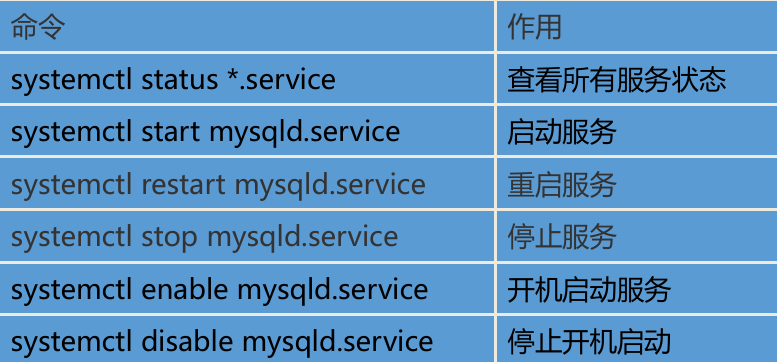 命令 作用
systemctl status *.service 查看所有服务状态
systemctl start mysqld.service 启动服务
systemctl restart mysqld.service 重启服务
systemctl stop mysqld.service 停止服务
systemctl enable mysqld.service 开机启动服务
systemctl disable mysqld.service 停止开机启动